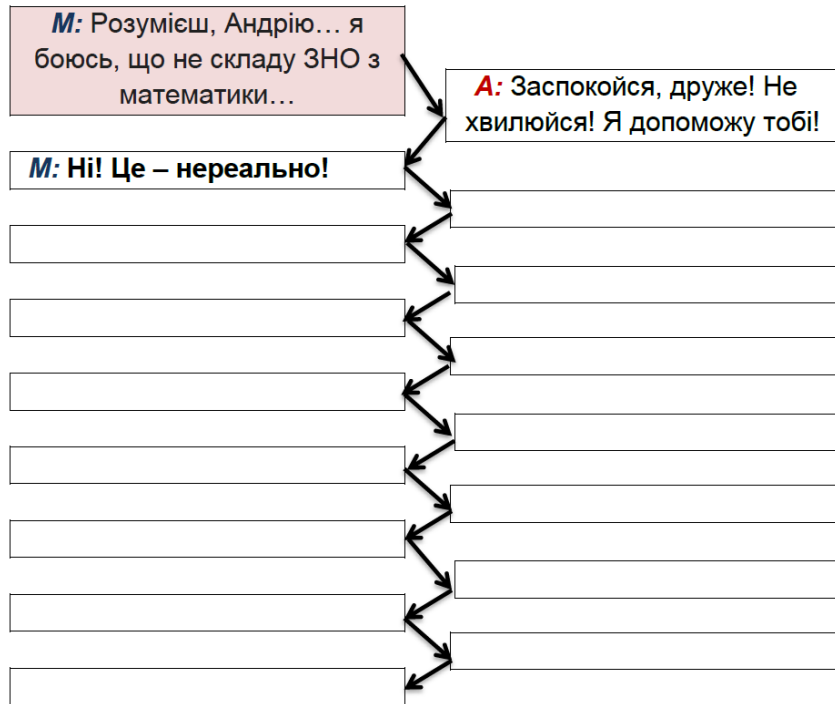 М: Розумієш, Андрію… я
боюсь, що не складу ЗНО з
математики…
А: Заспокойся, друже! Не
хвилюйся! Я допоможу тобі!
М: Ні! Це – нереально!